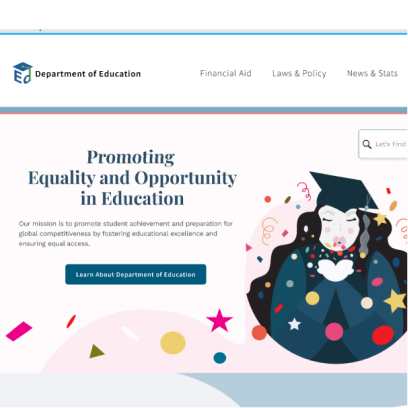 Ed Department of Education
Financial Aid Laws & Policy News & Stats
Let's Find
Promoting
Equality and Opportunity
in Education
Our mission is to promote student achievement and preparation for
global competitiveness by fostering educational excellence and
ensuring equal access.
Learn About Department of Education